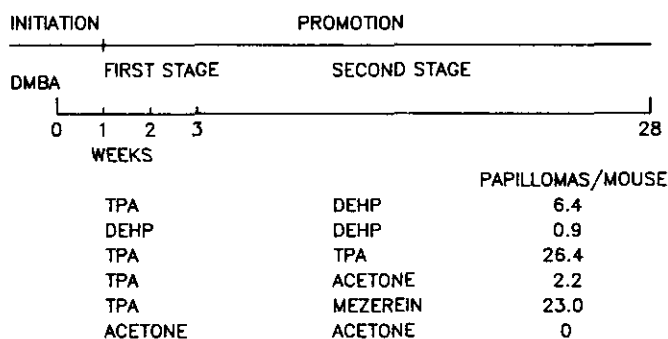 INITIATION PROMOTION
FIRST STAGE SECOND STAGE
DMBA
0 1 2 3 28
WEEKS
PAPILLOMAS/MOUSE
TPA DEHP 6.4
DEHP DEHP 0.9
TPA TPA 26.4
TPA ACETONE 2.2
TPA MEZEREIN 23.0
ACETONE ACETONE 0